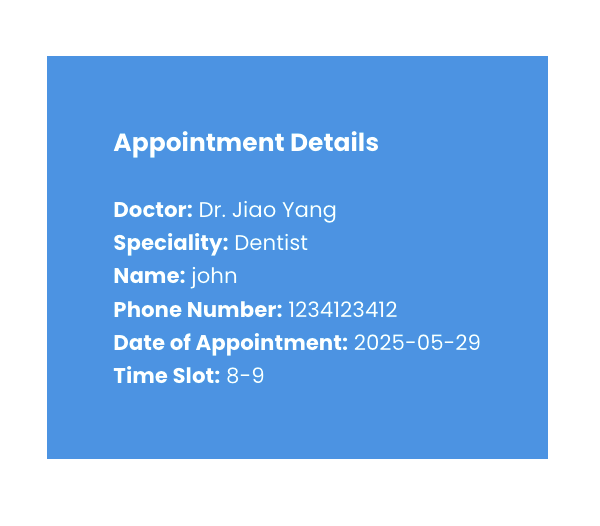 Appointment Details
Doctor: Dr. Jiao Yang
Speciality: Dentist
Name: john
Phone Number: 1234123412
Date of Appointment: 2025-05-29
Time Slot: 8-9